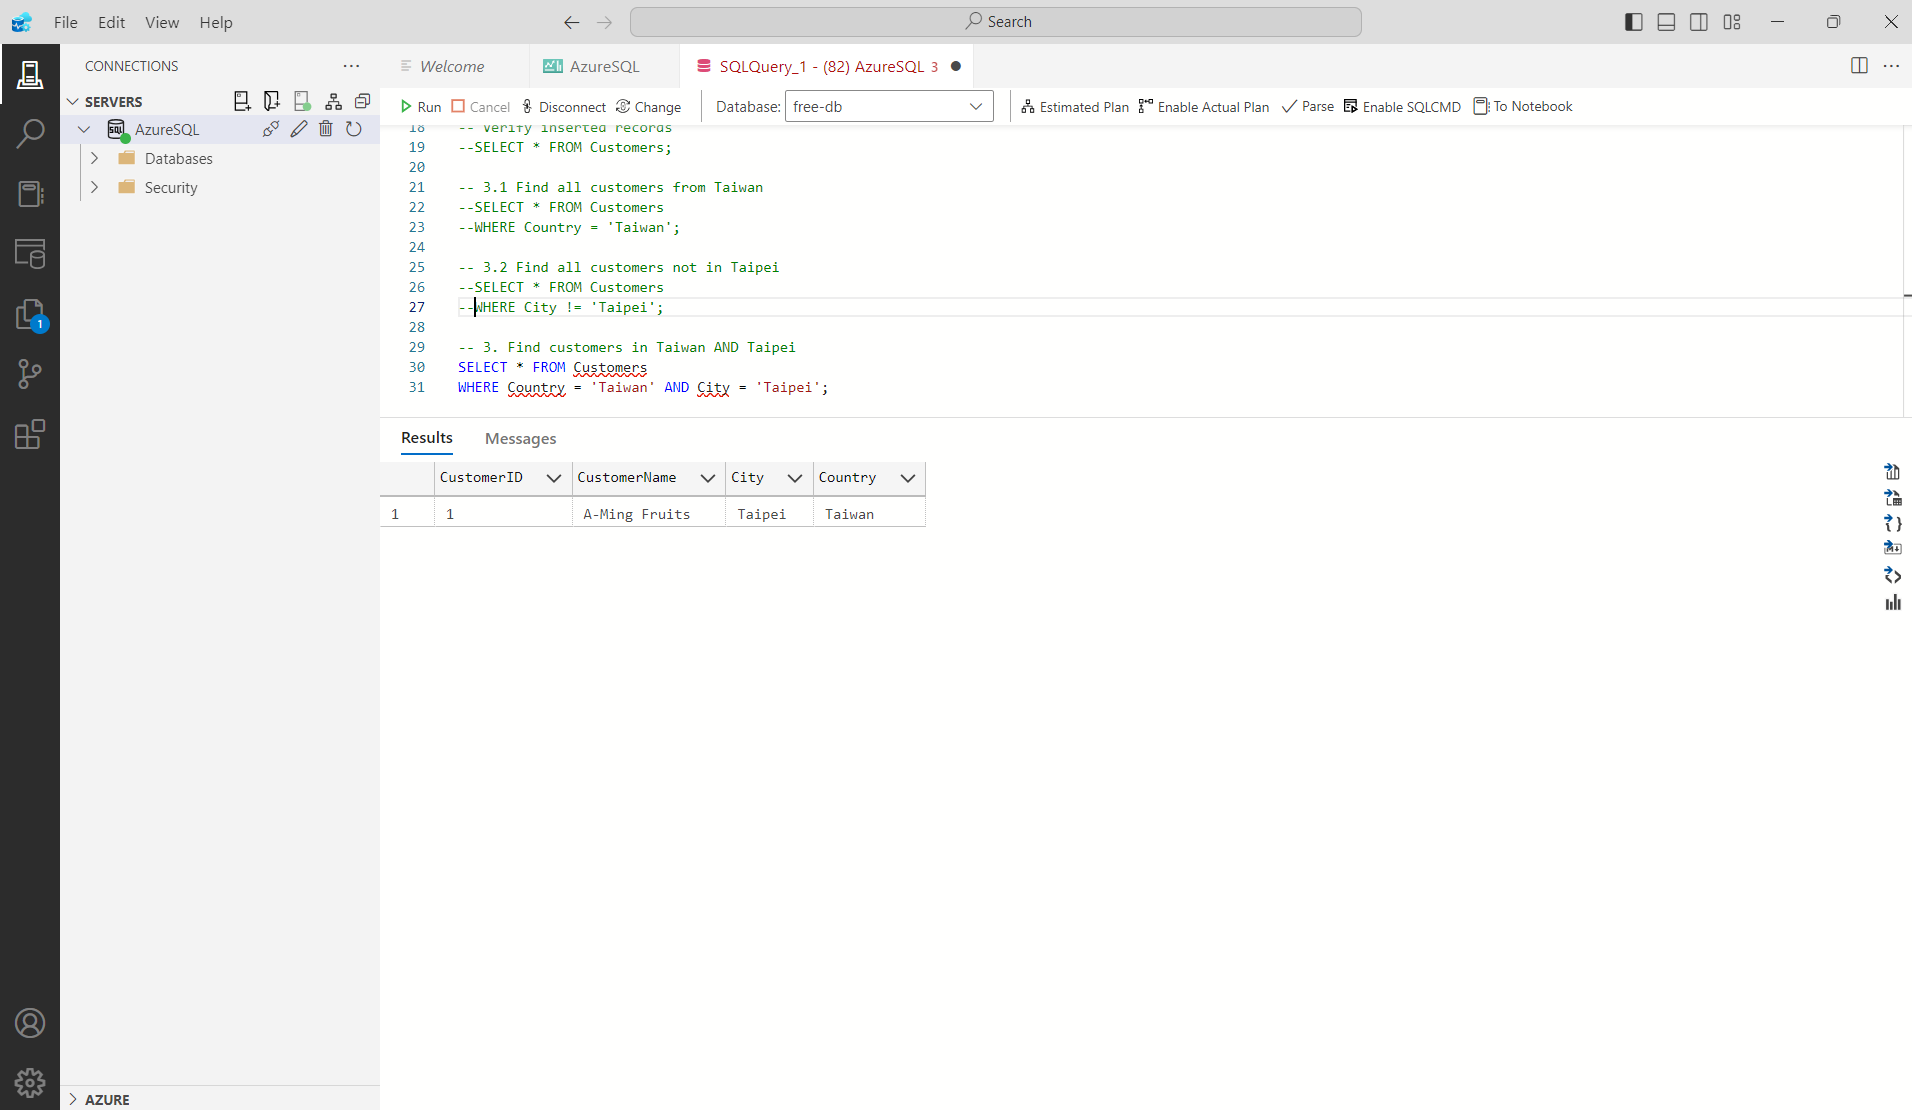 File Edit View Help
Search
CONNECTIONS
SERVERS
AzureSQL
Databases
Security
1
AZURE
Welcome
AzureSQL
SQLQuery_1 - (82) AzureSQL 3
Run Cancel Disconnect Change Database: free-db Estimated Plan Enable Actual Plan Parse Enable SQLCMD To Notebook
18 -- Verify inserted records
19 --SELECT * FROM Customers;
20
21 -- 3.1 Find all customers from Taiwan
22 --SELECT * FROM Customers
23 --WHERE Country = 'Taiwan';
24
25 -- 3.2 Find all customers not in Taipei
26 --SELECT * FROM Customers
27 --WHERE City != 'Taipei';
28
29 -- 3. Find customers in Taiwan AND Taipei
30 SELECT * FROM Customers
31 WHERE Country = 'Taiwan' AND City = 'Taipei';
Results Messages
CustomerID CustomerName City Country
1 1 A-Ming Fruits Taipei Taiwan